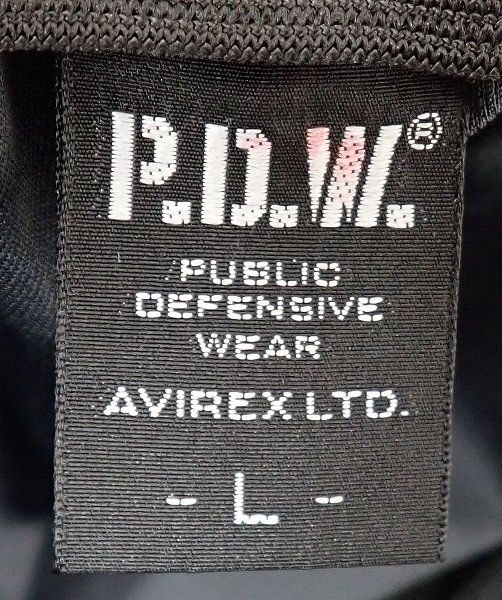 P.D.W.®
PUBLIC
DEFENSIVE
WEAR
AVIREX LTD.
- L -